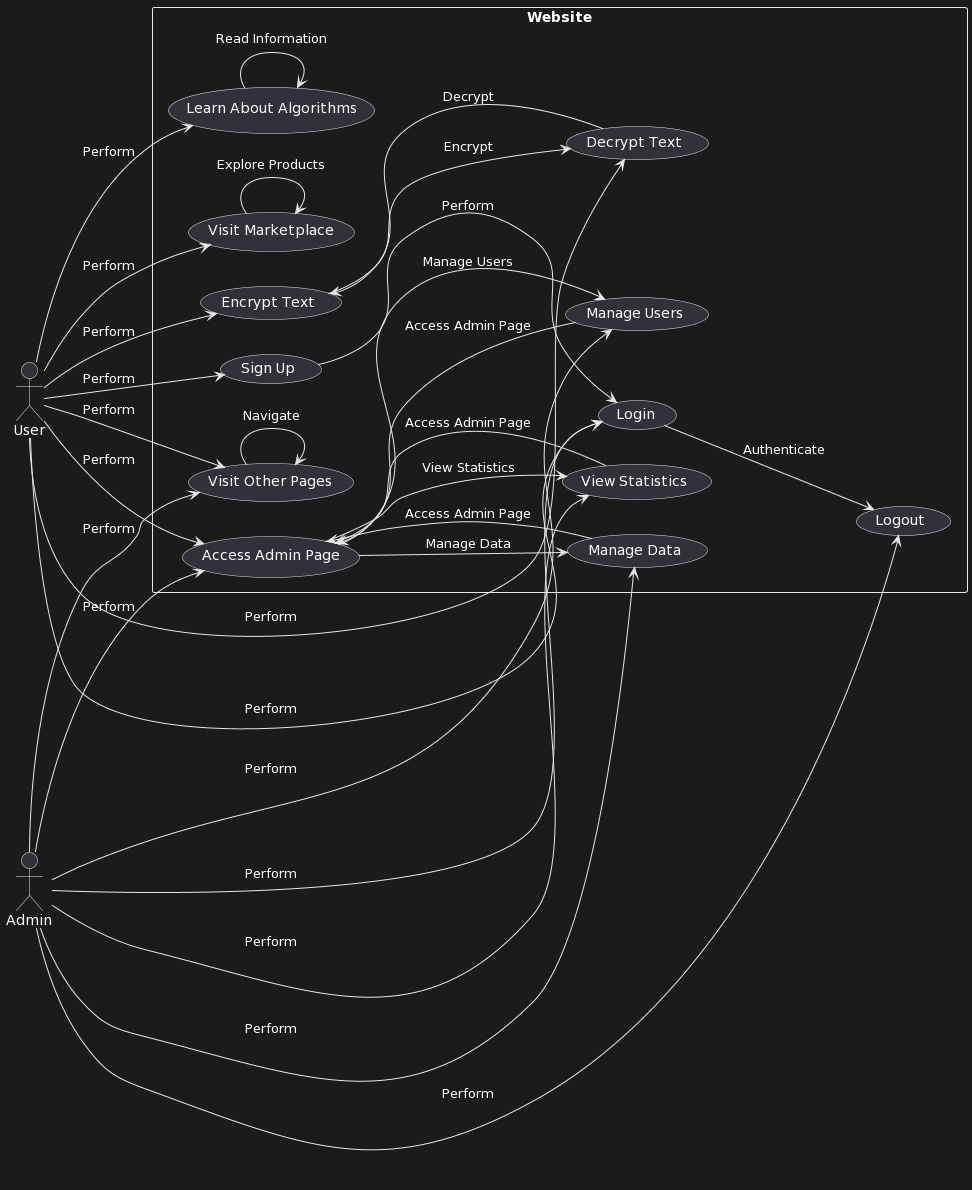 Website
Read Information
Learn About Algorithms
Decrypt
Decrypt Text
Encrypt
Perform
Explore Products
Visit Marketplace
Perform
Manage Users
Perform
Encrypt Text
Manage Users
Perform
Access Admin Page
Sign Up
Perform
User
Perform
Navigate
Login
Access Admin Page
Authenticate
Perform
View Statistics
Visit Other Pages
View Statistics
Access Admin Page
Logout
Perform
Access Admin Page
Manage Data
Manage Data
Perform
Perform
Perform
Perform
Perform
Admin
Perform
Perform
Perform